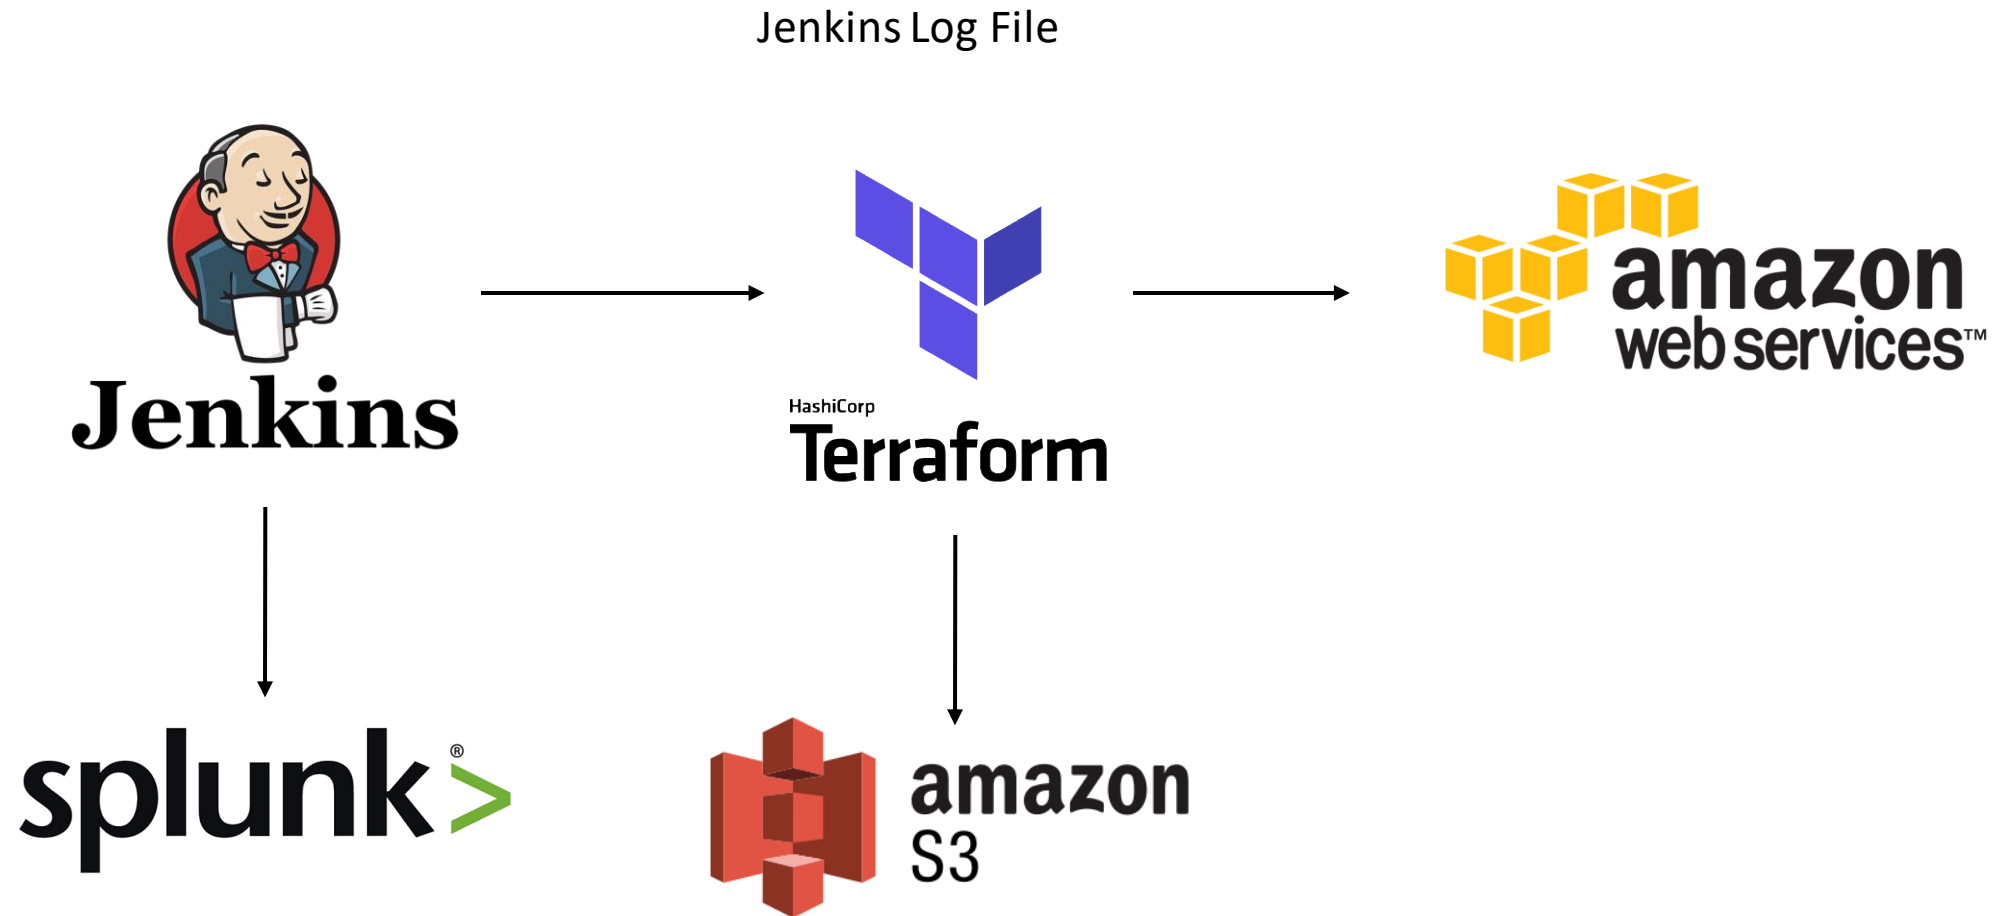 Jenkins Log File
Jenkins
HashiCorp
Terraform
amazon
web services™
splunk>®
amazon
S3